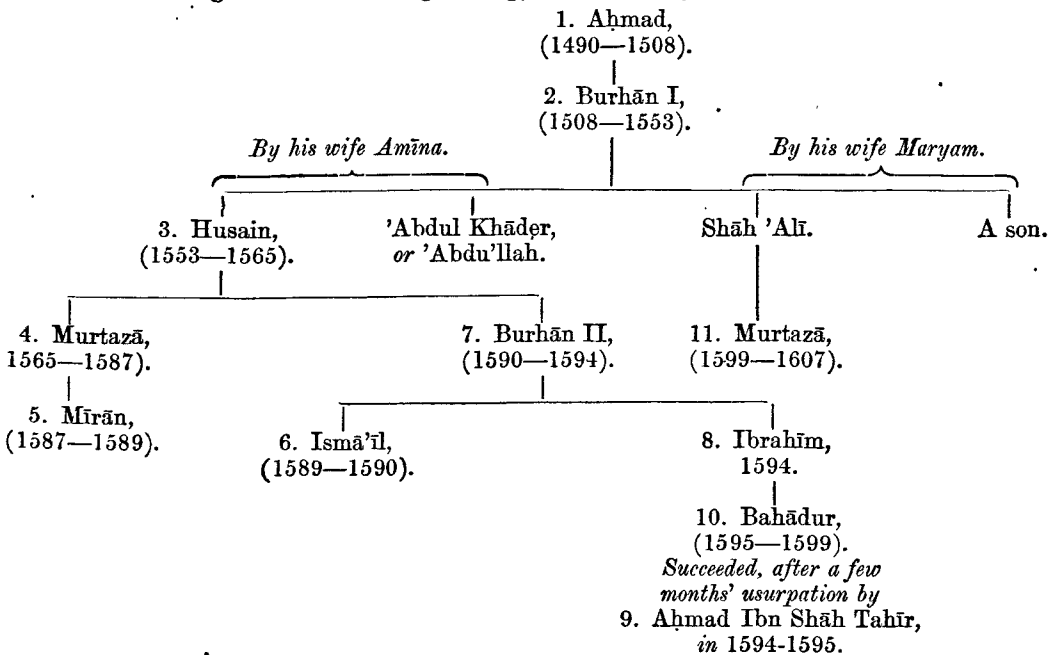 1. Aḥmad,
(1490—1508).
2. Burhān I,
(1508—1553).
By his wife Amīna.
By his wife Maryam.
3. Husain,
(1553—1565).
'Abdul Khāḍer,
or 'Abdu'llah.
Shāh 'Alī.
A son.
4. Murtazā,
1565—1587).
7. Burhān II,
(1590—1594).
11. Murtazā,
(1599—1607).
5. Mīrān,
(1587—1589).
6. Ismā'īl,
(1589—1590).
8. Ibrahīm,
1594.
10. Bahādur,
(1595—1599).
Succeeded, after a few
months' usurpation by
9. Aḥmad Ibn Shāh Tahīr,
in 1594-1595.